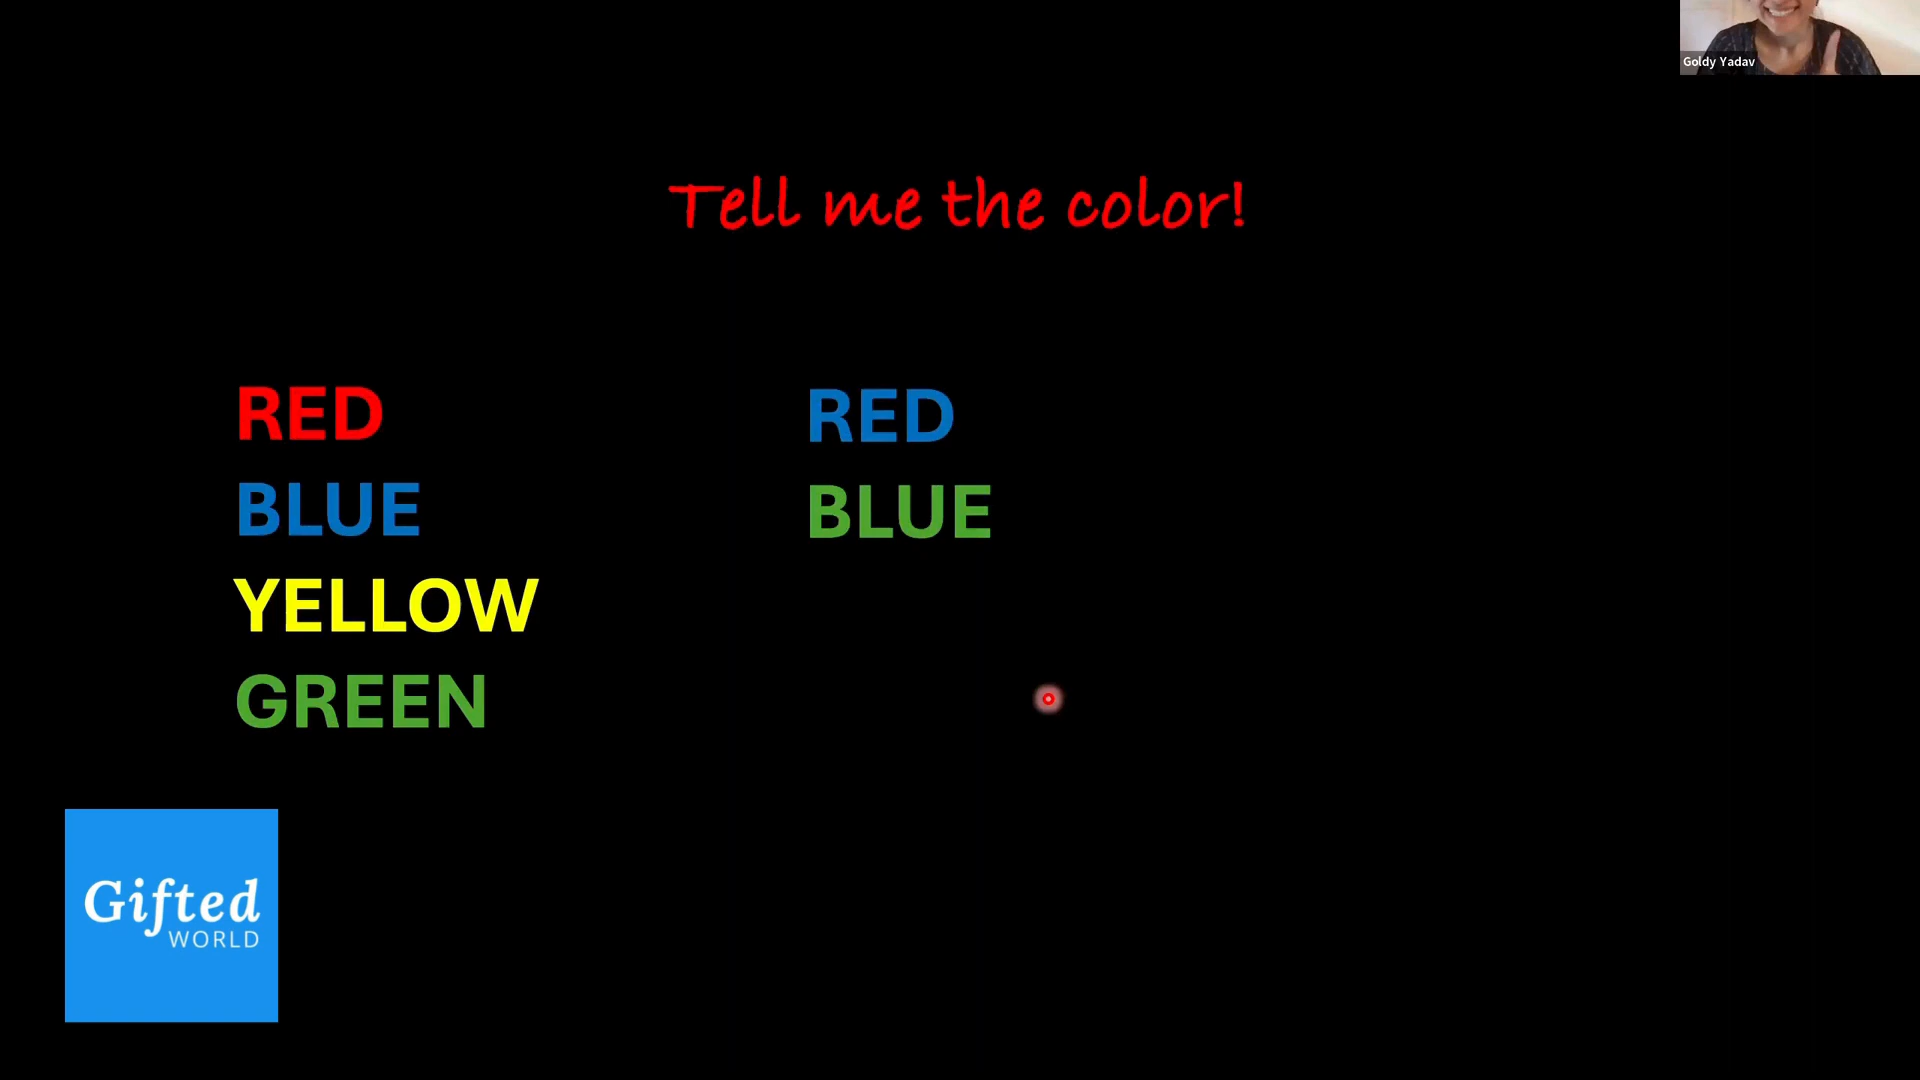 Goldy Yadav
Tell me the color!
RED
BLUE
YELLOW
GREEN
RED
BLUE
Gifted
WORLD